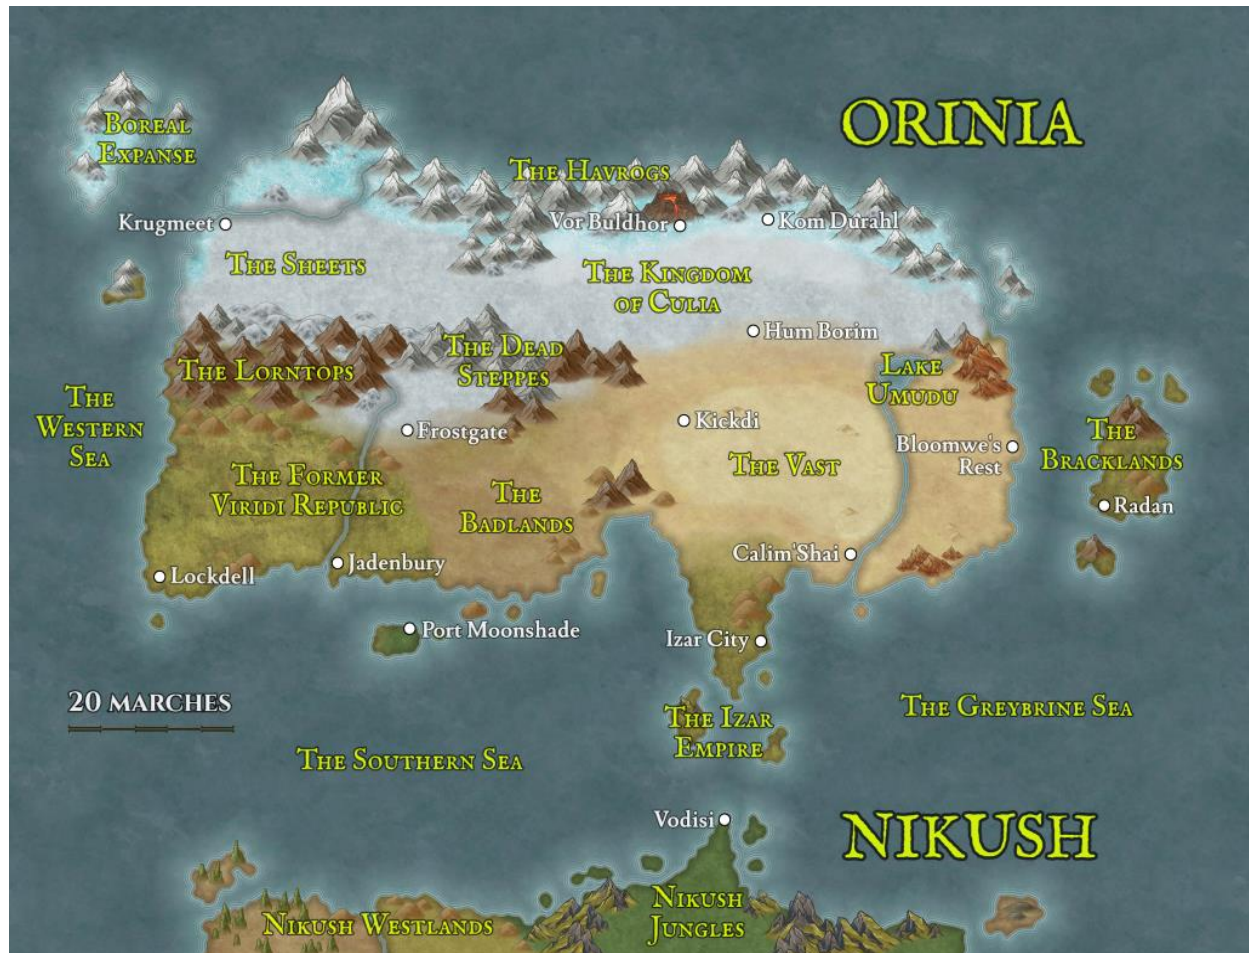 ORINIA
BOREAL
EXPANSE
THE HAVROGS
Krugmeet
Vor Buldhor
Kom Durahl
THE SHEETS
THE KINGDOM
OF CULIA
Hum Borim
THE DEAD
STEPPES
THE LORNTOPS
LAKE
UMUDU
THE
WESTERN
SEA
Frostgate
Kickdi
Bloomwe's
Rest
THE
BRACKLANDS
THE FORMER
VIRIDI REPUBLIC
THE
BADLANDS
THE VAST
Radan
Calim'Shai
Lockdell
Jadenbury
Port Moonshade
Izar City
20 MARCHES
THE IZAR
EMPIRE
THE GREYBRINE SEA
THE SOUTHERN SEA
Vodisi
NIKUSH
NIKUSH WESTLANDS
NIKUSH
JUNGLES